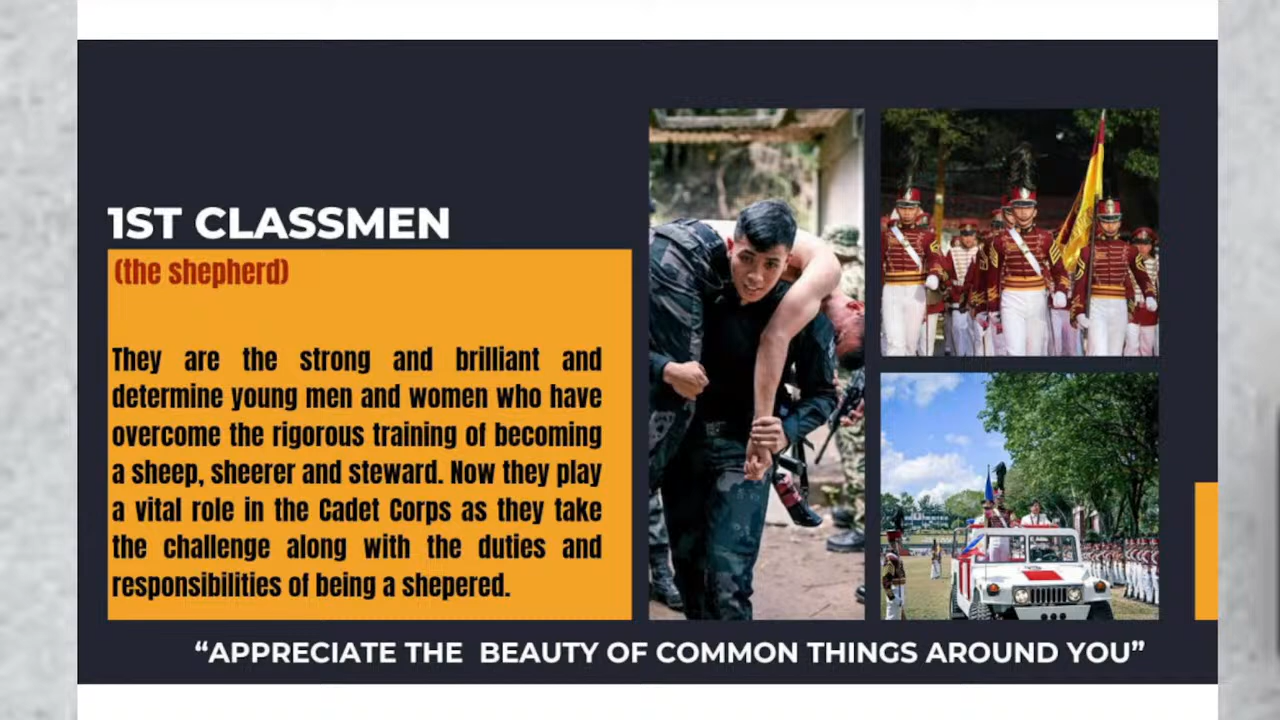 1ST CLASSMEN
(the shepherd)
They are the strong and brilliant and
determine young men and women who have
overcome the rigorous training of becoming
a sheep, sheerer and steward. Now they play
a vital role in the Cadet Corps as they take
the challenge along with the duties and
responsibilities of being a shepered.
“APPRECIATE THE BEAUTY OF COMMON THINGS AROUND YOU”